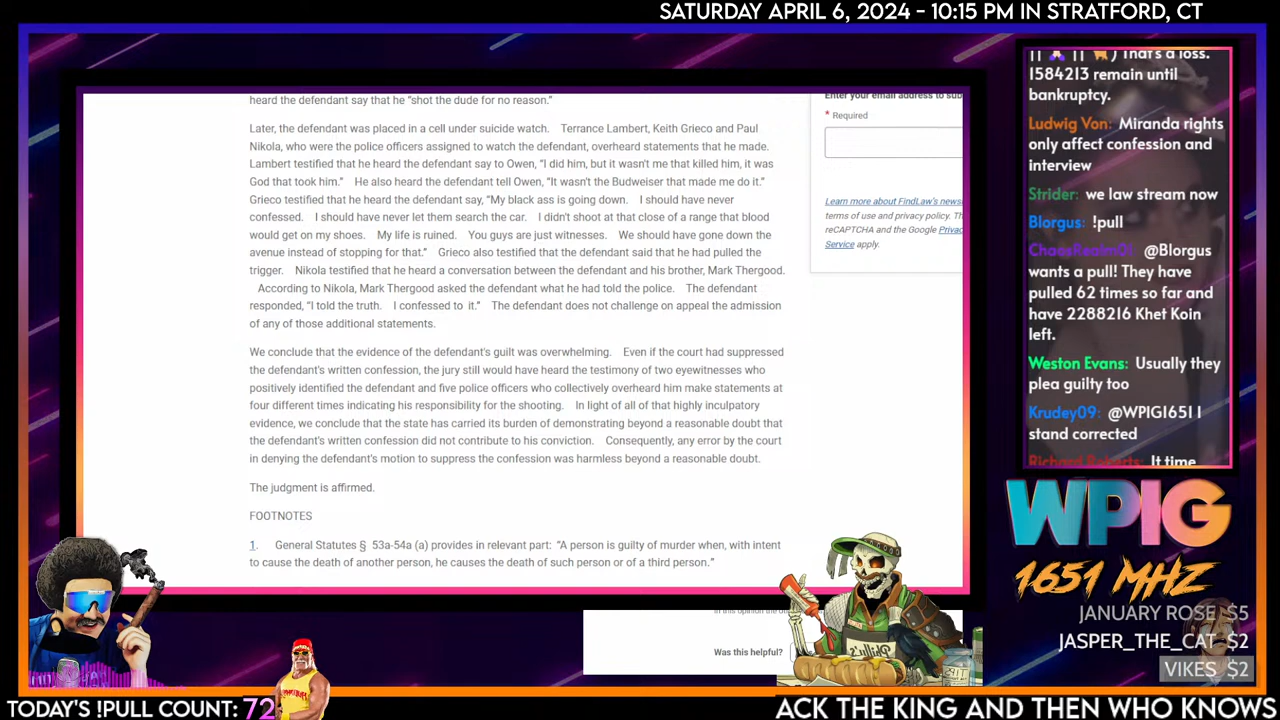 SATURDAY APRIL 6, 2024 - 10:15 PM IN STRATFORD, CT
heard the defendant say that he “shot the dude for no reason.”
Later, the defendant was placed in a cell under suicide watch. Terrance Lambert, Keith Grieco and Paul
Nikola, who were the police officers assigned to watch the defendant, overheard statements that he made.
Lambert testified that he heard the defendant say to Owen, “I did him, but it wasn't me that killed him, it was
God that took him.” He also heard the defendant tell Owen, “It wasn't the Budweiser that made me do it.”
Grieco testified that he heard the defendant say, “My black ass is going down. I should have never
confessed. I should have never let them search the car. I didn't shoot at that close of a range that blood
would get on my shoes. My life is ruined. You guys are just witnesses. We should have gone down the
avenue instead of stopping for that.” Grieco also testified that the defendant said that he had pulled the
trigger. Nikola testified that he heard a conversation between the defendant and his brother, Mark Thergood.
According to Nikola, Mark Thergood asked the defendant what he had told the police. The defendant
responded, “I told the truth. I confessed to it.” The defendant does not challenge on appeal the admission
of any of those additional statements.
We conclude that the evidence of the defendant's guilt was overwhelming. Even if the court had suppressed
the defendant's written confession, the jury still would have heard the testimony of two eyewitnesses who
positively identified the defendant and five police officers who collectively overheard him make statements at
four different times indicating his responsibility for the shooting. In light of all of that highly inculpatory
evidence, we conclude that the state has carried its burden of demonstrating beyond a reasonable doubt that
the defendant's written confession did not contribute to his conviction. Consequently, any error by the court
in denying the defendant's motion to suppress the confession was harmless beyond a reasonable doubt.
The judgment is affirmed.
FOOTNOTES
1. General Statutes § 53a-54a (a) provides in relevant part: “A person is guilty of murder when, with intent
to cause the death of another person, he causes the death of such person or of a third person.”
Enter your email address to sub
* Required
Learn more about FindLaw's news
terms of use and privacy policy. Th
reCAPTCHA and the Google Privac
Service apply.
Was this helpful?
) That's a loss.
1584213 remain until
bankruptcy.
Ludwig Von: Miranda rights
only affect confession and
interview
Strider: we law stream now
Blorgus: !pull
ChaosRealm01: @Blorgus
wants a pull! They have
pulled 62 times so far and
have 2288216 Khet Koin
left.
Weston Evans: Usually they
plea guilty too
Krudey09: @WPIG16511
stand corrected
Richard Roberts: It time
WPIG
1651 MHZ
JANUARY ROSE $5
JASPER_THE_CAT $2
VIKES $2
TODAY'S !PULL COUNT: 72
ACK THE KING AND THEN WHO KNOWS